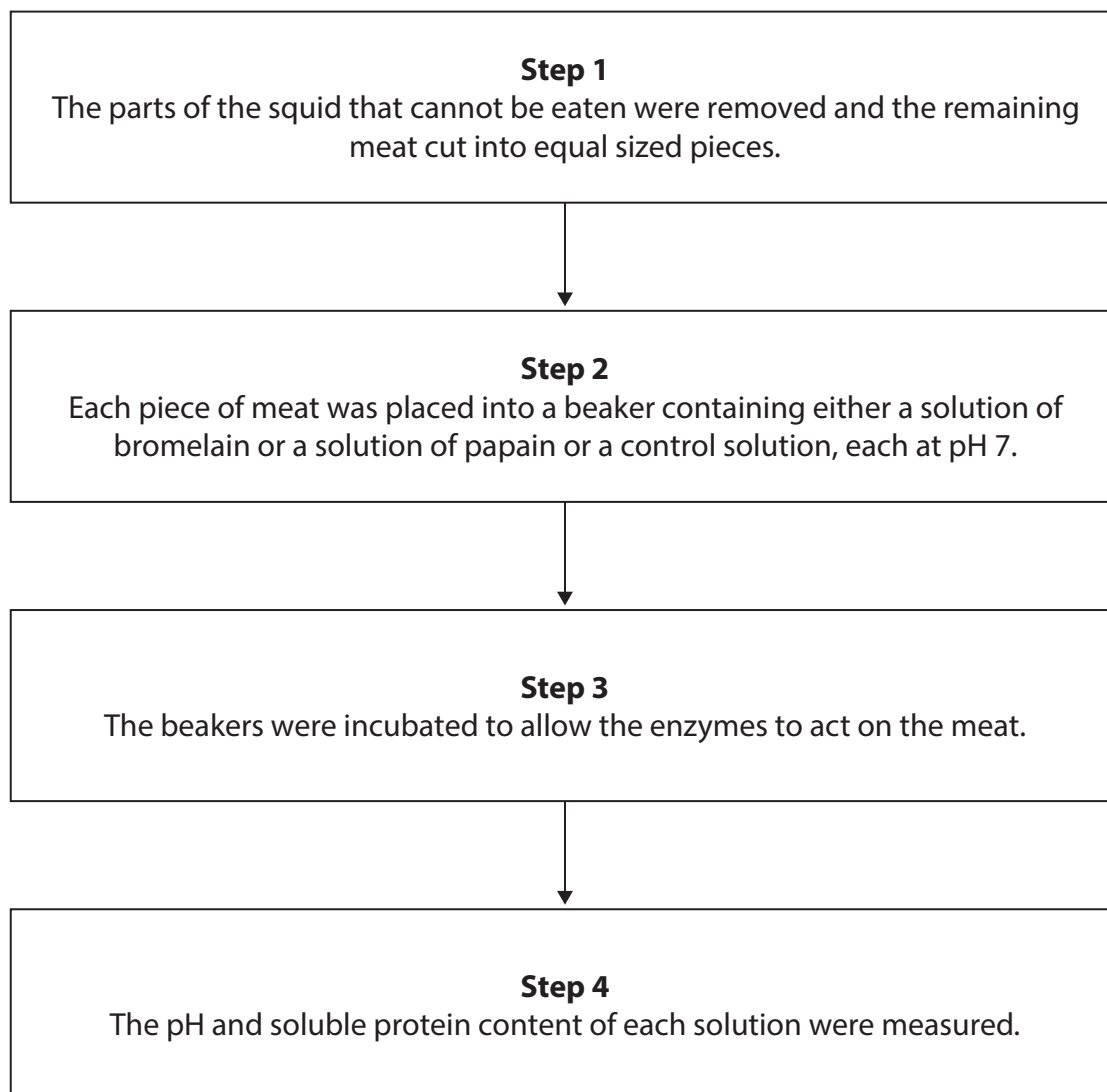 Step 1
The parts of the squid that cannot be eaten were removed and the remaining
meat cut into equal sized pieces.
Step 2
Each piece of meat was placed into a beaker containing either a solution of
bromelain or a solution of papain or a control solution, each at pH 7.
Step 3
The beakers were incubated to allow the enzymes to act on the meat.
Step 4
The pH and soluble protein content of each solution were measured.